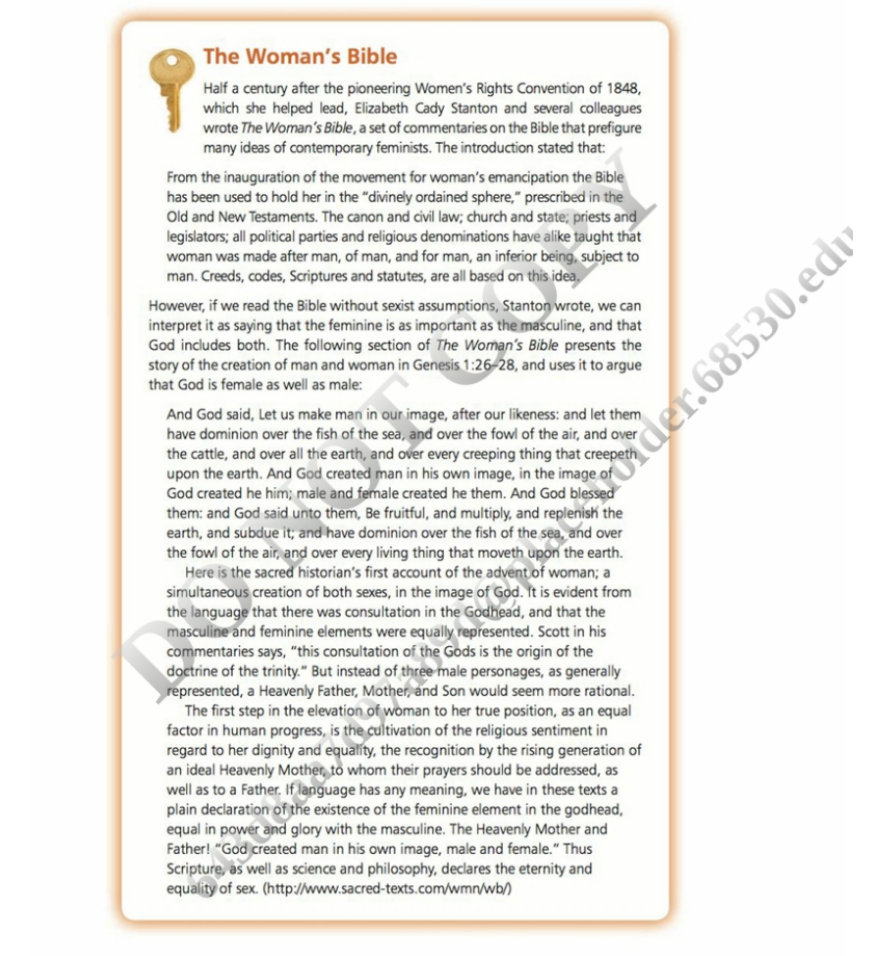 The Woman's Bible
Half a century after the pioneering Women's Rights Convention of 1848,
which she helped lead, Elizabeth Cady Stanton and several colleagues
wrote The Woman's Bible, a set of commentaries on the Bible that prefigure
many ideas of contemporary feminists. The introduction stated that:
From the inauguration of the movement for woman's emancipation the Bible
has been used to hold her in the "divinely ordained sphere," prescribed in the
Old and New Testaments. The canon and civil law; church and state; priests and
legislators; all political parties and religious denominations have alike taught that
woman was made after man, of man, and for man, an inferior being, subject to
man. Creeds, codes, Scriptures and statutes, are all based on this idea.
However, if we read the Bible without sexist assumptions, Stanton wrote, we can
interpret it as saying that the feminine is as important as the masculine, and that
God includes both. The following section of The Woman's Bible presents the
story of the creation of man and woman in Genesis 1:26–28, and uses it to argue
that God is female as well as male:
And God said, Let us make man in our image, after our likeness: and let them
have dominion over the fish of the sea, and over the fowl of the air, and over
the cattle, and over all the earth, and over every creeping thing that creepeth
upon the earth. And God created man in his own image, in the image of
God created he him; male and female created he them. And God blessed
them: and God said unto them, Be fruitful, and multiply, and replenish the
earth, and subdue it; and have dominion over the fish of the sea, and over
the fowl of the air, and over every living thing that moveth upon the earth.
Here is the sacred historian's first account of the advent of woman; a
simultaneous creation of both sexes, in the image of God. It is evident from
the language that there was consultation in the Godhead, and that the
masculine and feminine elements were equally represented. Scott in his
commentaries says, "this consultation of the Gods is the origin of the
doctrine of the trinity." But instead of three male personages, as generally
represented, a Heavenly Father, Mother, and Son would seem more rational.
The first step in the elevation of woman to her true position, as an equal
factor in human progress, is the cultivation of the religious sentiment in
regard to her dignity and equality, the recognition by the rising generation of
an ideal Heavenly Mother, to whom their prayers should be addressed, as
well as to a Father. If language has any meaning, we have in these texts a
plain declaration of the existence of the feminine element in the godhead,
equal in power and glory with the masculine. The Heavenly Mother and
Father! "God created man in his own image, male and female." Thus
Scripture, as well as science and philosophy, declares the eternity and
equality of sex. (http://www.sacred-texts.com/wmn/wb/)
DO NOT COPY